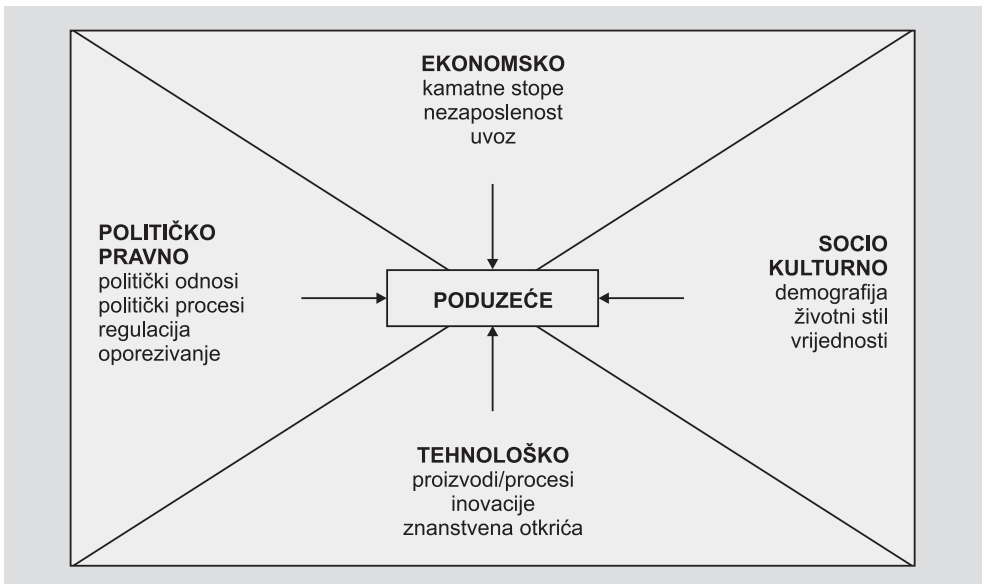 EKONOMSKO
kamatne stope
nezaposlenost
uvoz
POLITIČKO
PRAVNO
politički odnosi
politički procesi
regulacija
oporezivanje
PODUZEĆE
SOCIO
KULTURNO
demografija
životni stil
vrijednosti
TEHNOLOŠKO
proizvodi/procesi
inovacije
znanstvena otkrića